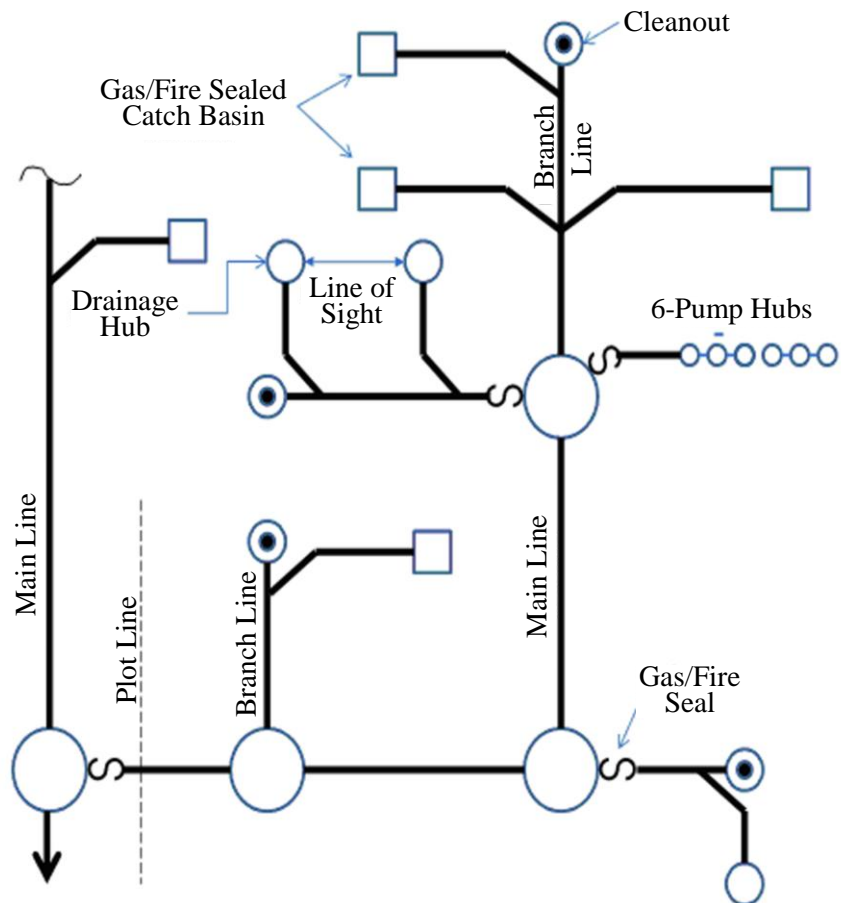 Cleanout
Gas/Fire Sealed
Catch Basin
Branch
Line
Drainage
Hub
Line of
Sight
6-Pump Hubs
Main Line
Plot Line
Branch Line
Main Line
Gas/Fire
Seal
S
S
S
S